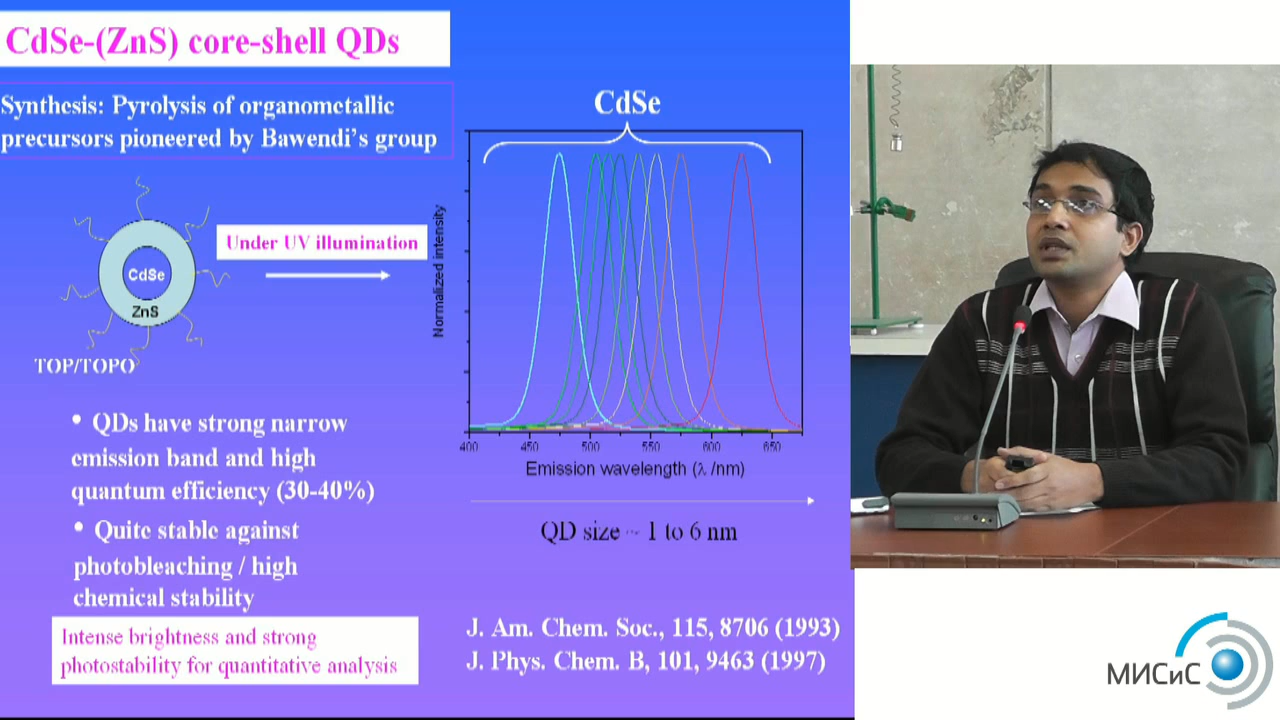 CdSe-(ZnS) core-shell QDs
Synthesis: Pyrolysis of organometallic
precursors pioneered by Bawendi's group
CdSe
ZnS
TOP/TOPO
Under UV illumination
• QDs have strong narrow
emission band and high
quantum efficiency (30-40%)
• Quite stable against
photobleaching / high
chemical stability
Intense brightness and strong
photostability for quantitative analysis
CdSe
Normalized intensity
400 450 500 550 600 650
Emission wavelength (λ /nm)
QD size ~ 1 to 6 nm
J. Am. Chem. Soc., 115, 8706 (1993)
J. Phys. Chem. B, 101, 9463 (1997)
МИСиС